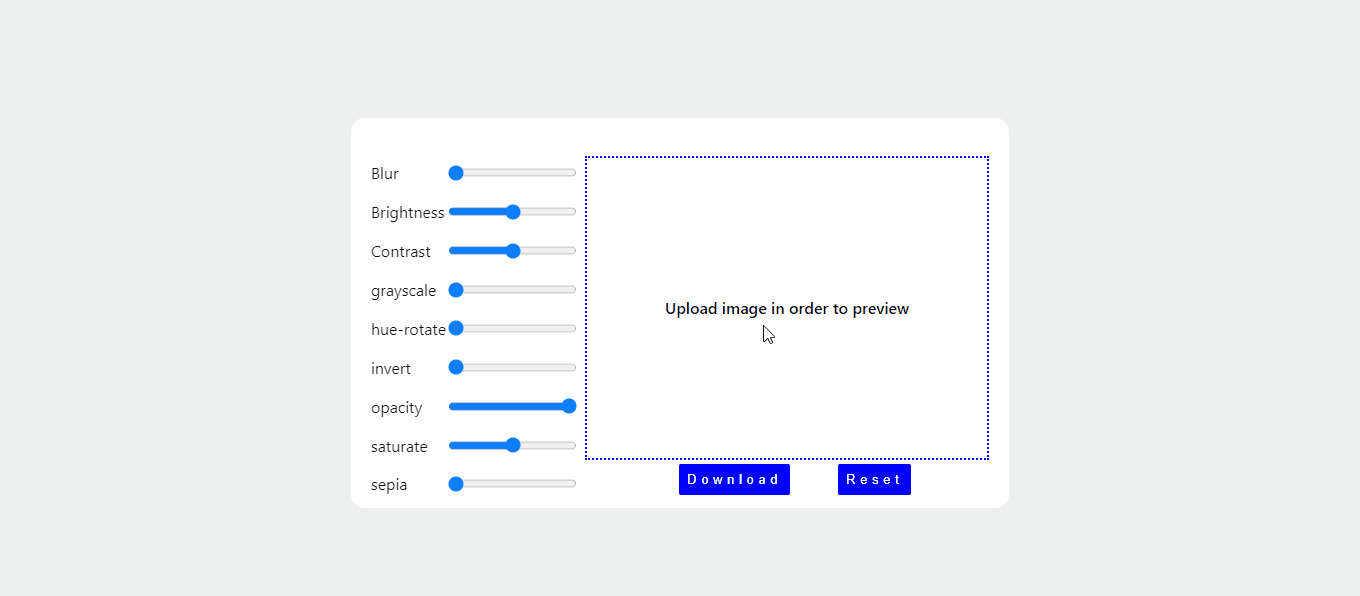 Blur
Brightness
Contrast
grayscale
hue-rotate
invert
opacity
saturate
sepia
Upload image in order to preview
Download
Reset